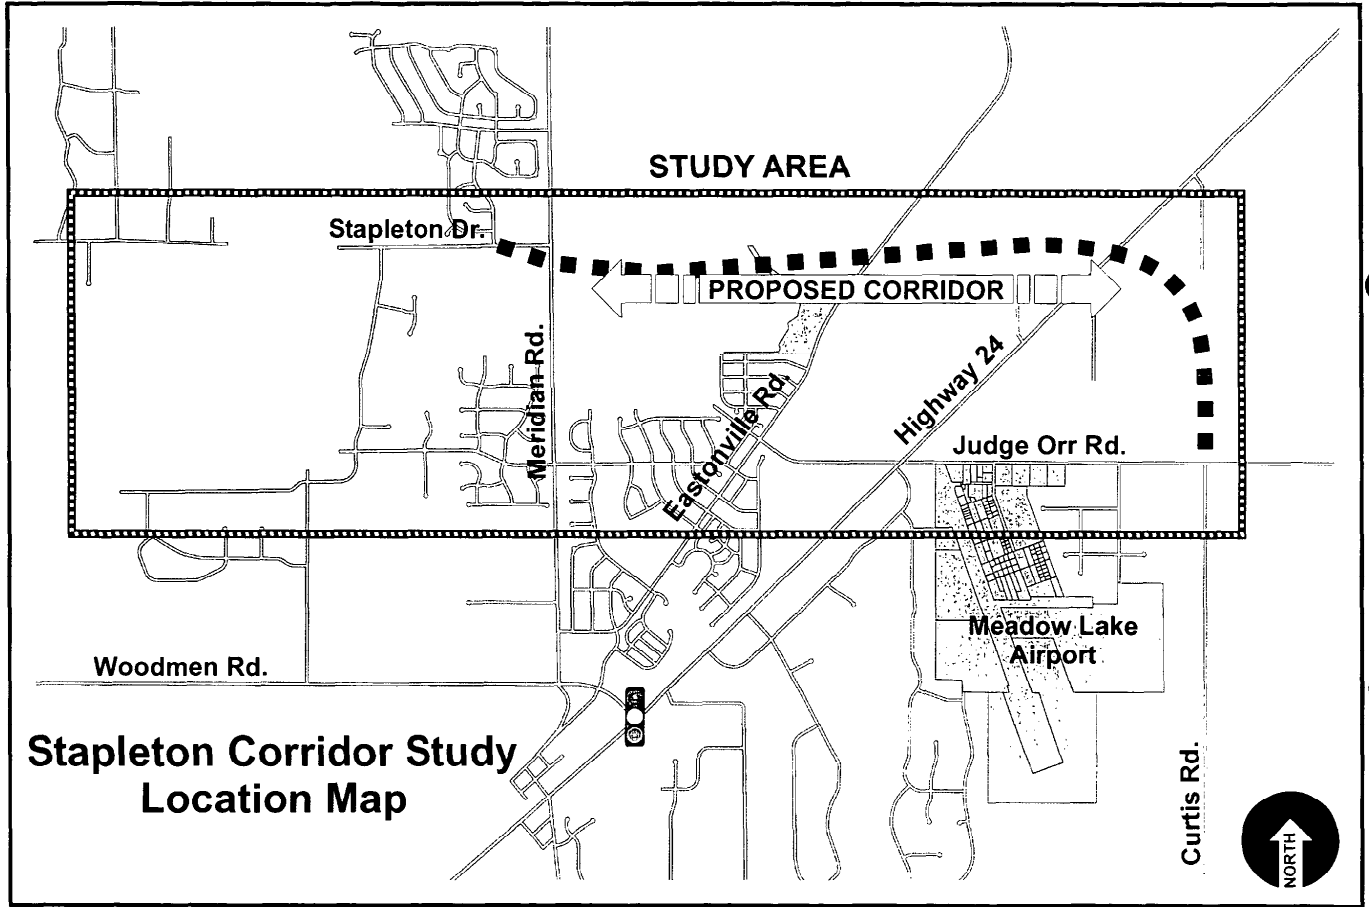 STUDY AREA
Stapleton Dr.
PROPOSED CORRIDOR
Meridian Rd.
Eastonville Rd.
Highway 24
Judge Orr Rd.
Meadow Lake
Airport
Woodmen Rd.
Stapleton Corridor Study
Location Map
Curtis Rd.
NORTH